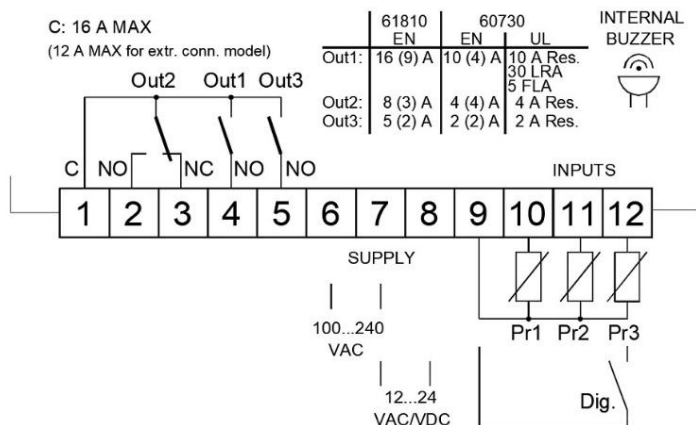 C: 16 A MAX
(12 A MAX for extr. conn. model)
61810 60730
EN EN UL
Out1: 16 (9) A 10 (4) A 10 A Res.
30 LRA
5 FLA
Out2: 8 (3) A 4 (4) A 4 A Res.
Out3: 5 (2) A 2 (2) A 2 A Res.
INTERNAL
BUZZER
Out2 Out1 Out3
C NO NC NO NO
INPUTS
1 2 3 4 5 6 7 8 9 10 11 12
SUPPLY
100...240
VAC
Pr1 Pr2 Pr3
12...24
VAC/VDC
Dig.